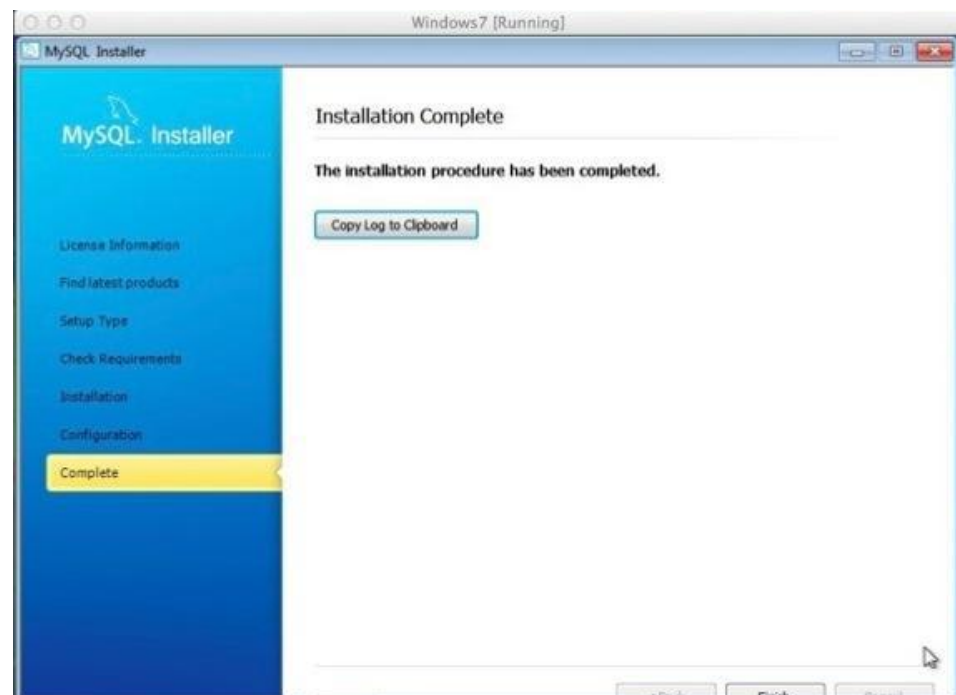 Windows7 [Running]
MySQL Installer
MySQL. Installer
License Information
Find latest products
Setup Type
Check Requirements
Installation
Configuration
Complete
Installation Complete
The installation procedure has been completed.
Copy Log to Clipboard
Finish